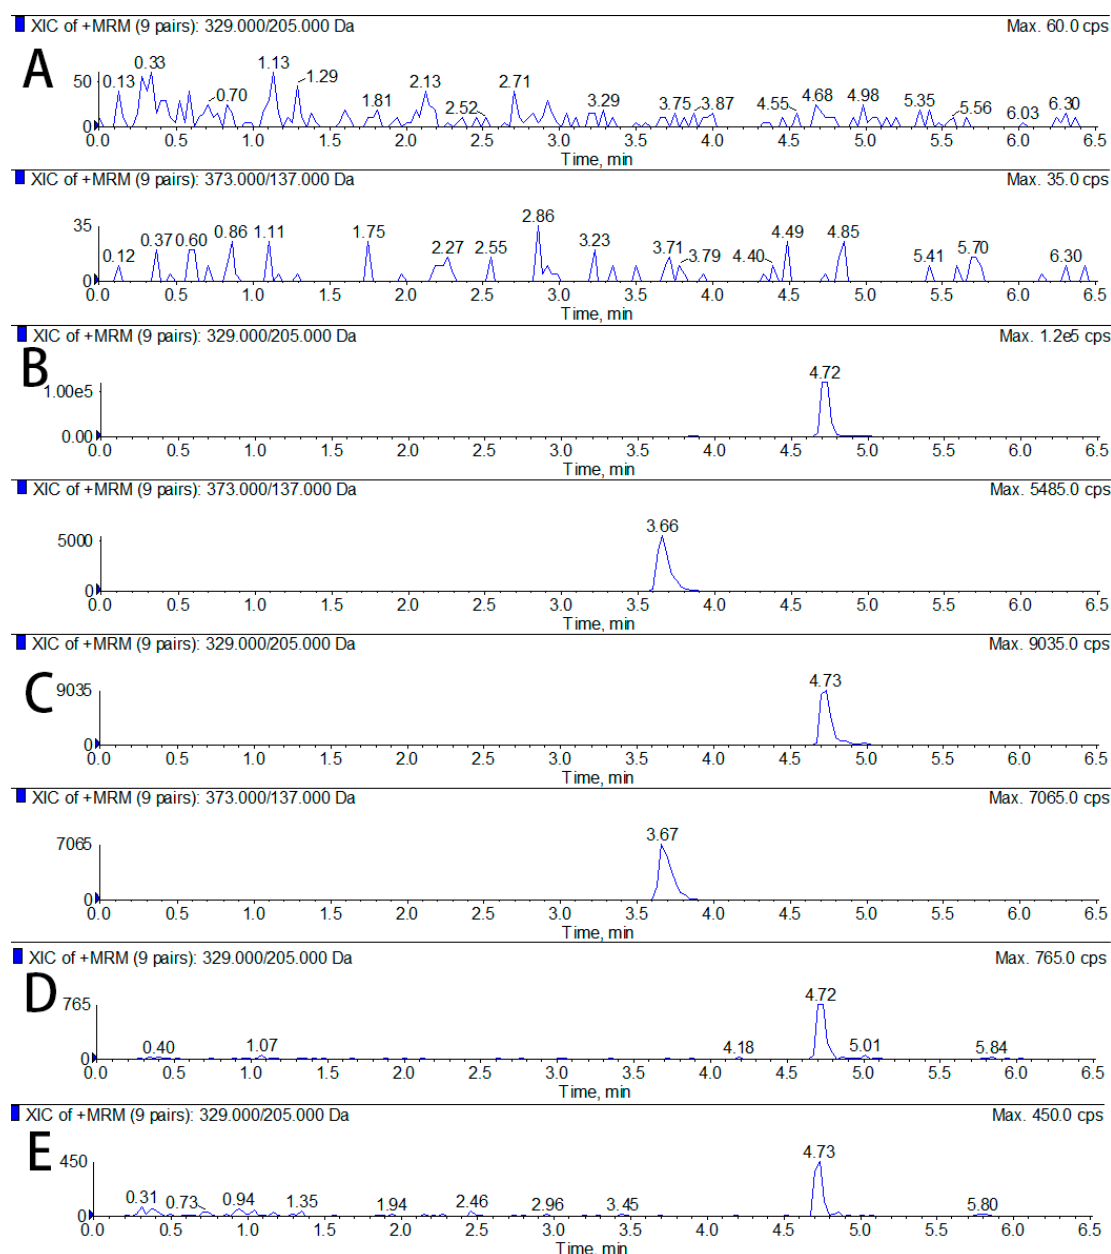 XIC of +MRM (9 pairs): 329.000/205.000 Da Max. 60.0 cps
A
50
0
0.13 0.33 0.70 1.13 1.29 1.81 2.13 2.52 2.71 3.29 3.75 3.87 4.55 4.68 4.98 5.35 5.56 6.03 6.30
0.0 0.5 1.0 1.5 2.0 2.5 3.0 3.5 4.0 4.5 5.0 5.5 6.0 6.5
Time, min
XIC of +MRM (9 pairs): 373.000/137.000 Da Max. 35.0 cps
35
0
0.12 0.37 0.60 0.86 1.11 1.75 2.27 2.55 2.86 3.23 3.71 3.79 4.40 4.49 4.85 5.41 5.70 6.30
0.0 0.5 1.0 1.5 2.0 2.5 3.0 3.5 4.0 4.5 5.0 5.5 6.0 6.5
Time, min
XIC of +MRM (9 pairs): 329.000/205.000 Da Max. 1.2e5 cps
B
1.00e5
0.00
4.72
0.0 0.5 1.0 1.5 2.0 2.5 3.0 3.5 4.0 4.5 5.0 5.5 6.0 6.5
Time, min
XIC of +MRM (9 pairs): 373.000/137.000 Da Max. 5485.0 cps
5000
0
3.66
0.0 0.5 1.0 1.5 2.0 2.5 3.0 3.5 4.0 4.5 5.0 5.5 6.0 6.5
Time, min
XIC of +MRM (9 pairs): 329.000/205.000 Da Max. 9035.0 cps
C
9035
0
4.73
0.0 0.5 1.0 1.5 2.0 2.5 3.0 3.5 4.0 4.5 5.0 5.5 6.0 6.5
Time, min
XIC of +MRM (9 pairs): 373.000/137.000 Da Max. 7065.0 cps
7065
0
3.67
0.0 0.5 1.0 1.5 2.0 2.5 3.0 3.5 4.0 4.5 5.0 5.5 6.0 6.5
Time, min
XIC of +MRM (9 pairs): 329.000/205.000 Da Max. 765.0 cps
D
765
0
0.40 1.07 4.18 4.72 5.01 5.84
0.0 0.5 1.0 1.5 2.0 2.5 3.0 3.5 4.0 4.5 5.0 5.5 6.0 6.5
Time, min
XIC of +MRM (9 pairs): 329.000/205.000 Da Max. 450.0 cps
E
450
0
0.31 0.73 0.94 1.35 1.94 2.46 2.96 3.45 4.73 5.80
0.0 0.5 1.0 1.5 2.0 2.5 3.0 3.5 4.0 4.5 5.0 5.5 6.0 6.5
Time, min